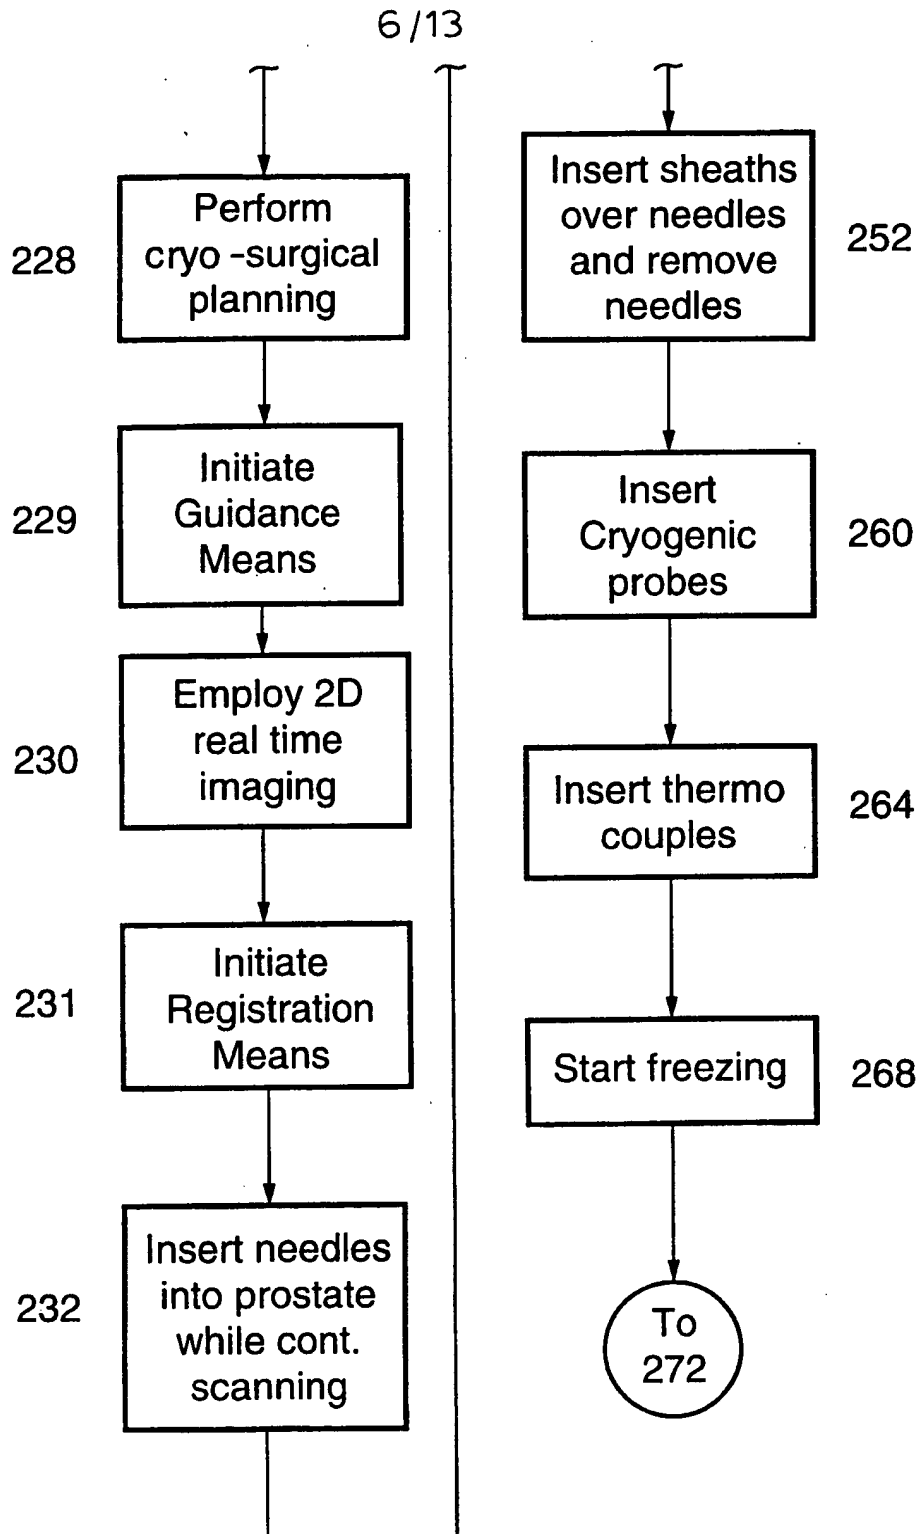 6/13
228
Perform
cryo-surgical
planning
229
Initiate
Guidance
Means
230
Employ 2D
real time
imaging
231
Initiate
Registration
Means
232
Insert needles
into prostate
while cont.
scanning
Insert sheaths
over needles
and remove
needles
252
Insert
Cryogenic
probes
260
Insert thermo
couples
264
Start freezing
268
To
272